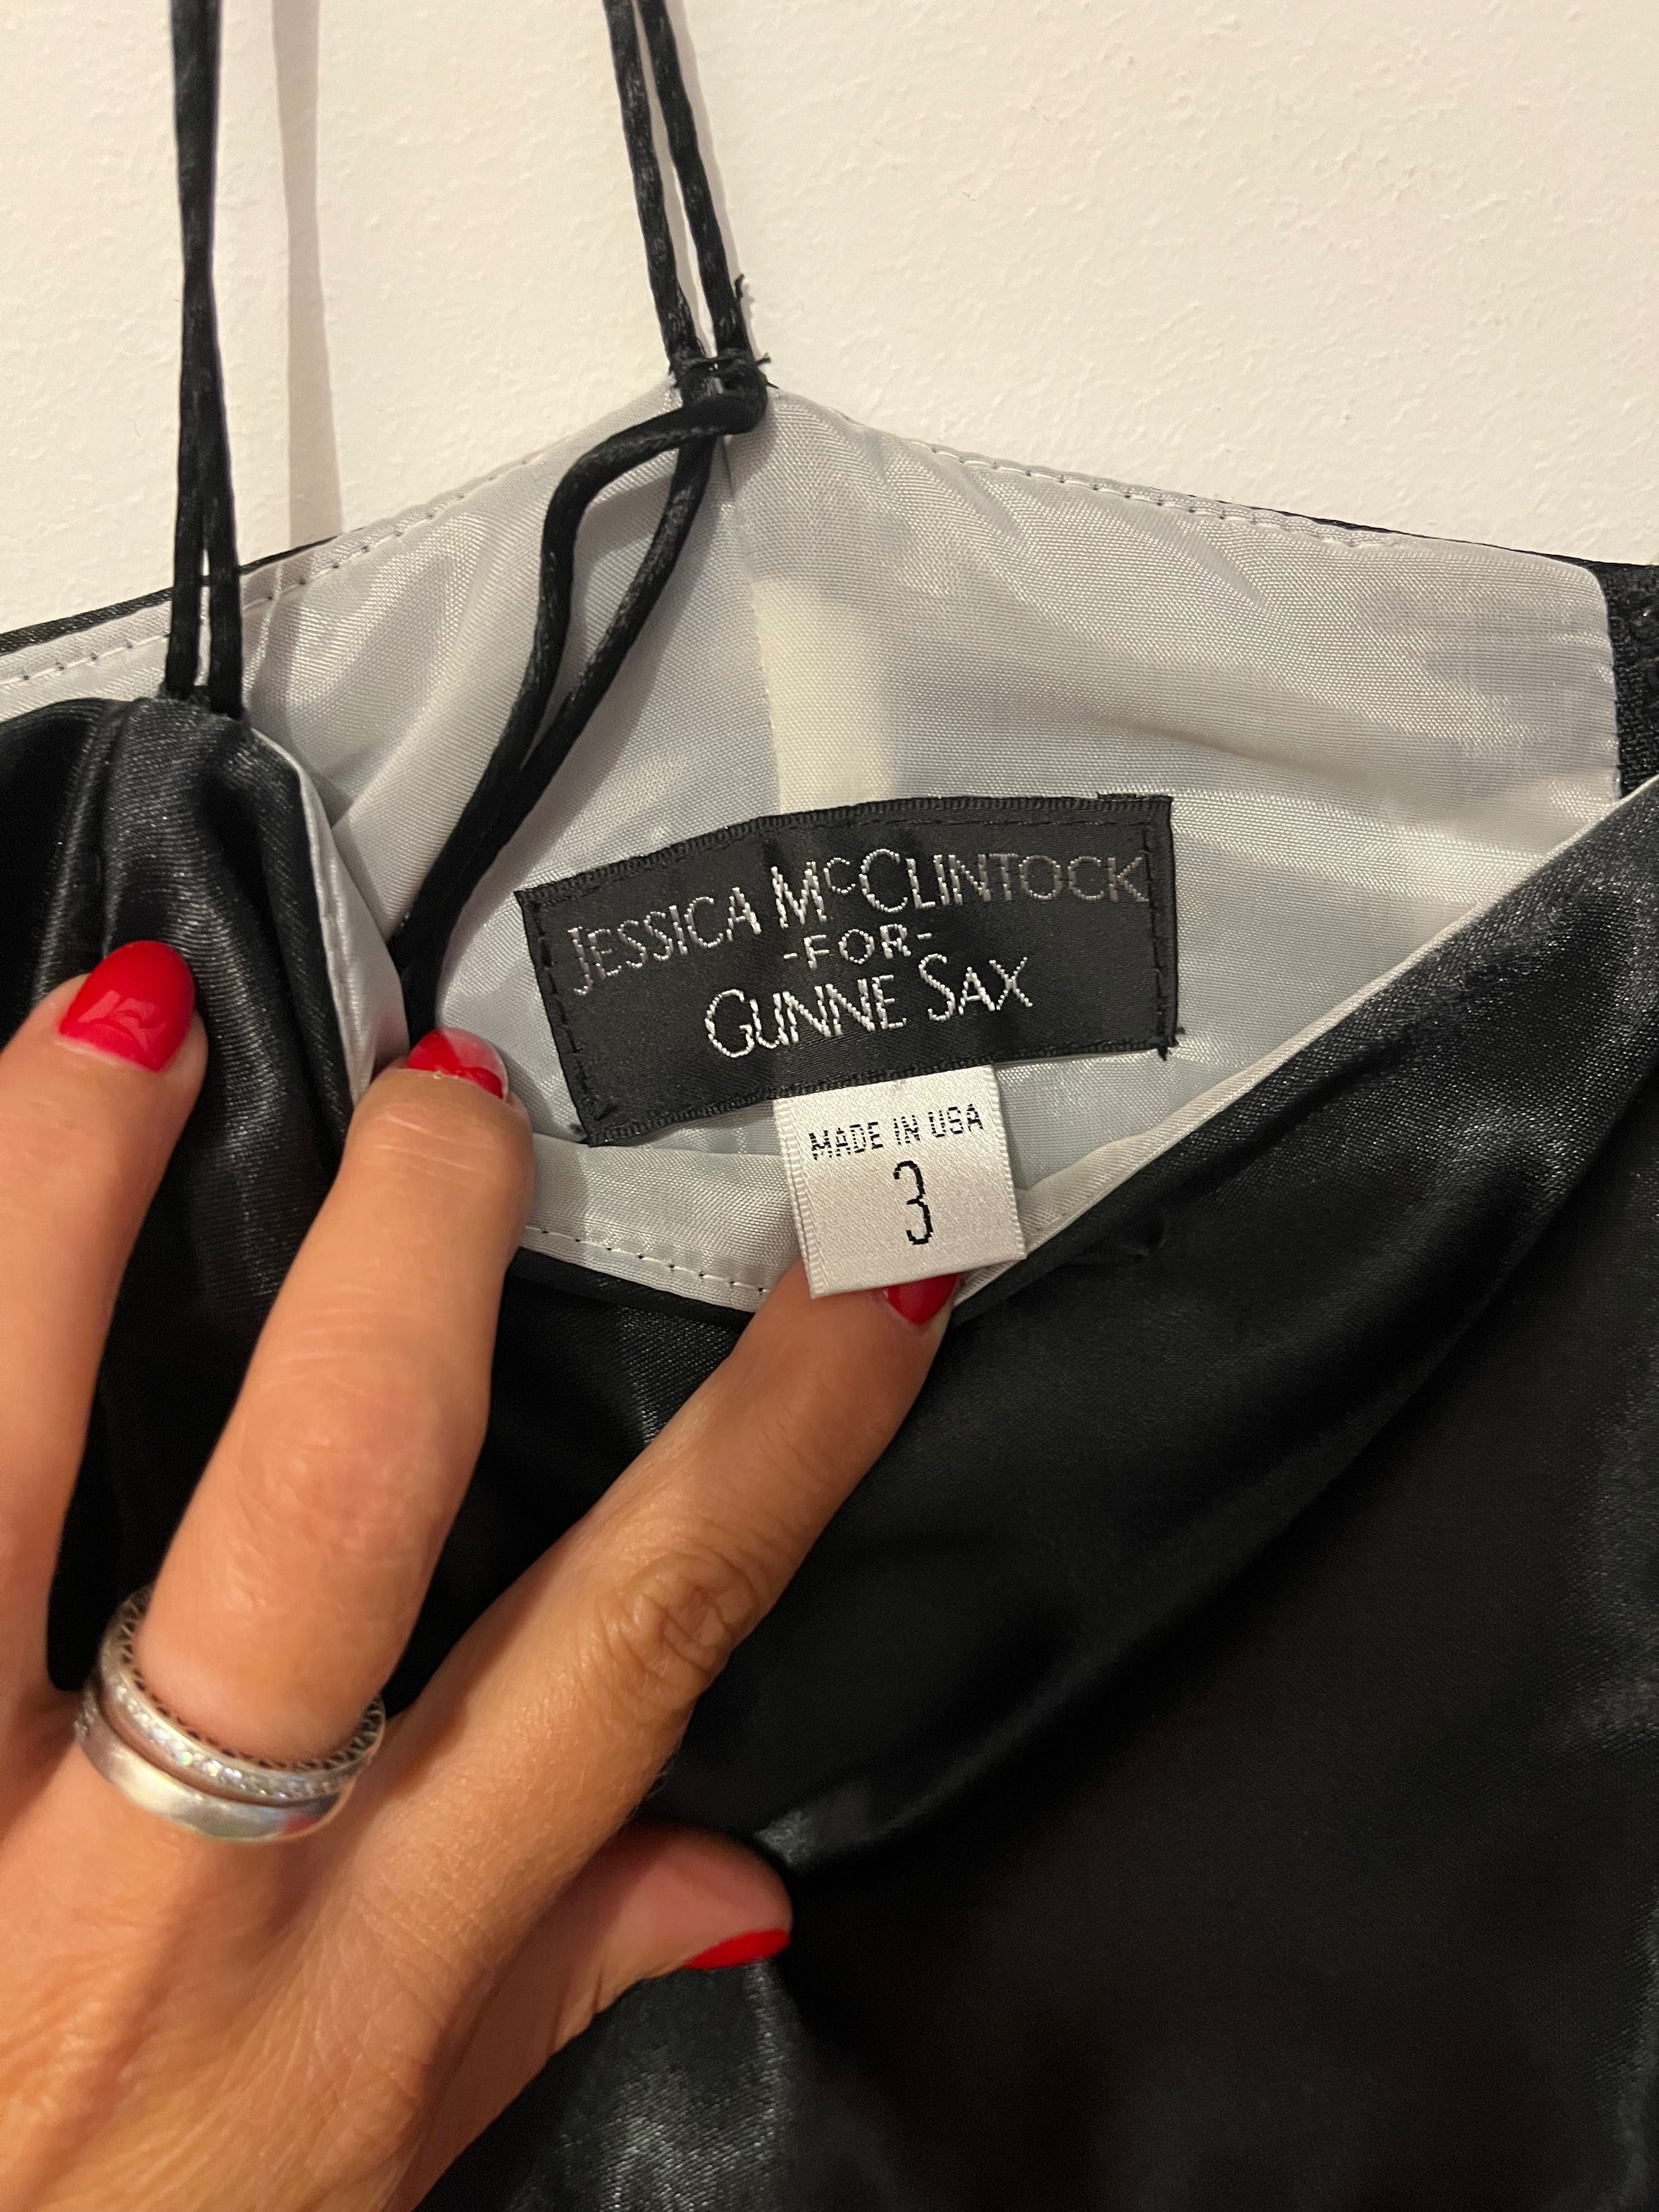 JESSICA McCLINTOCK
-FOR-
GUNNE SAX
MADE IN USA
3